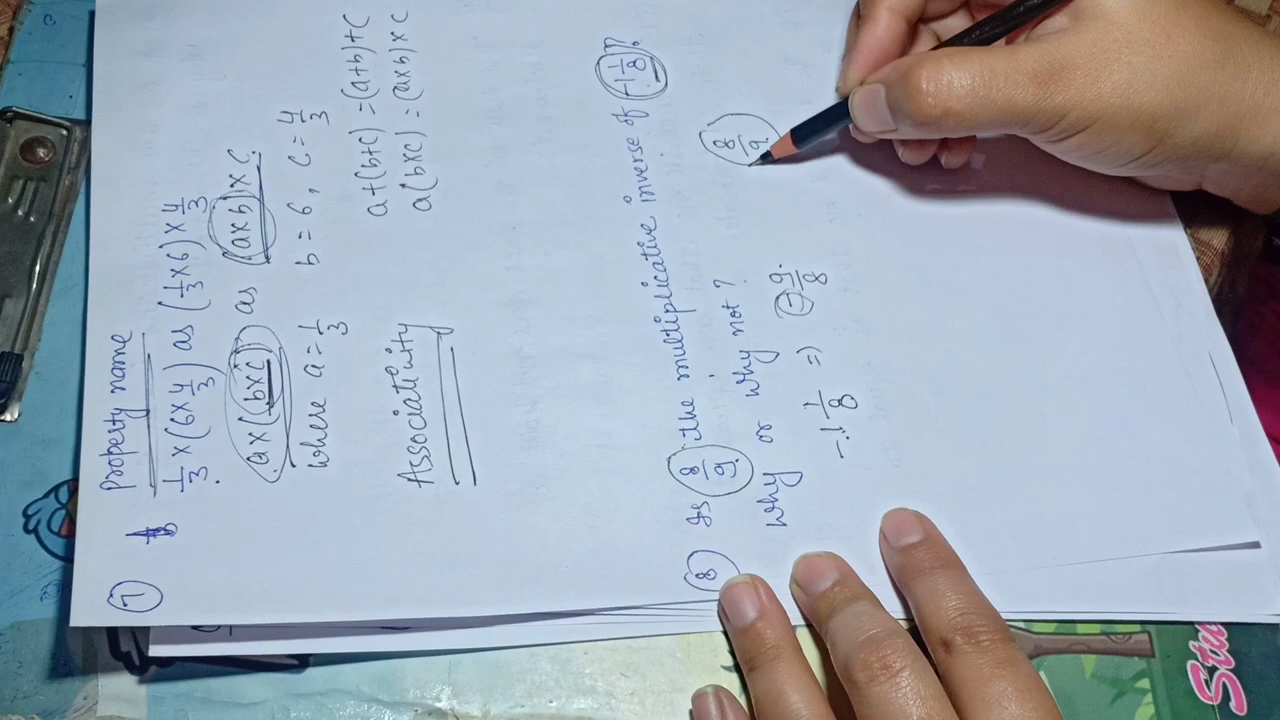 7 Property name
1/3 × (6 × 4/3) as (1/3 × 6) × 4/3
a × (b×c) as (a×b) × c.
where a = 1/3 b = 6, c = 4/3
a+(b+c) = (a+b)+c
a(b×c) = (a×b)×c
Associativity
8 Is 8/9 the multiplicative inverse of -1 1/8?
Why or why not?
8/9
-1 1/8 => -9/8
Stu